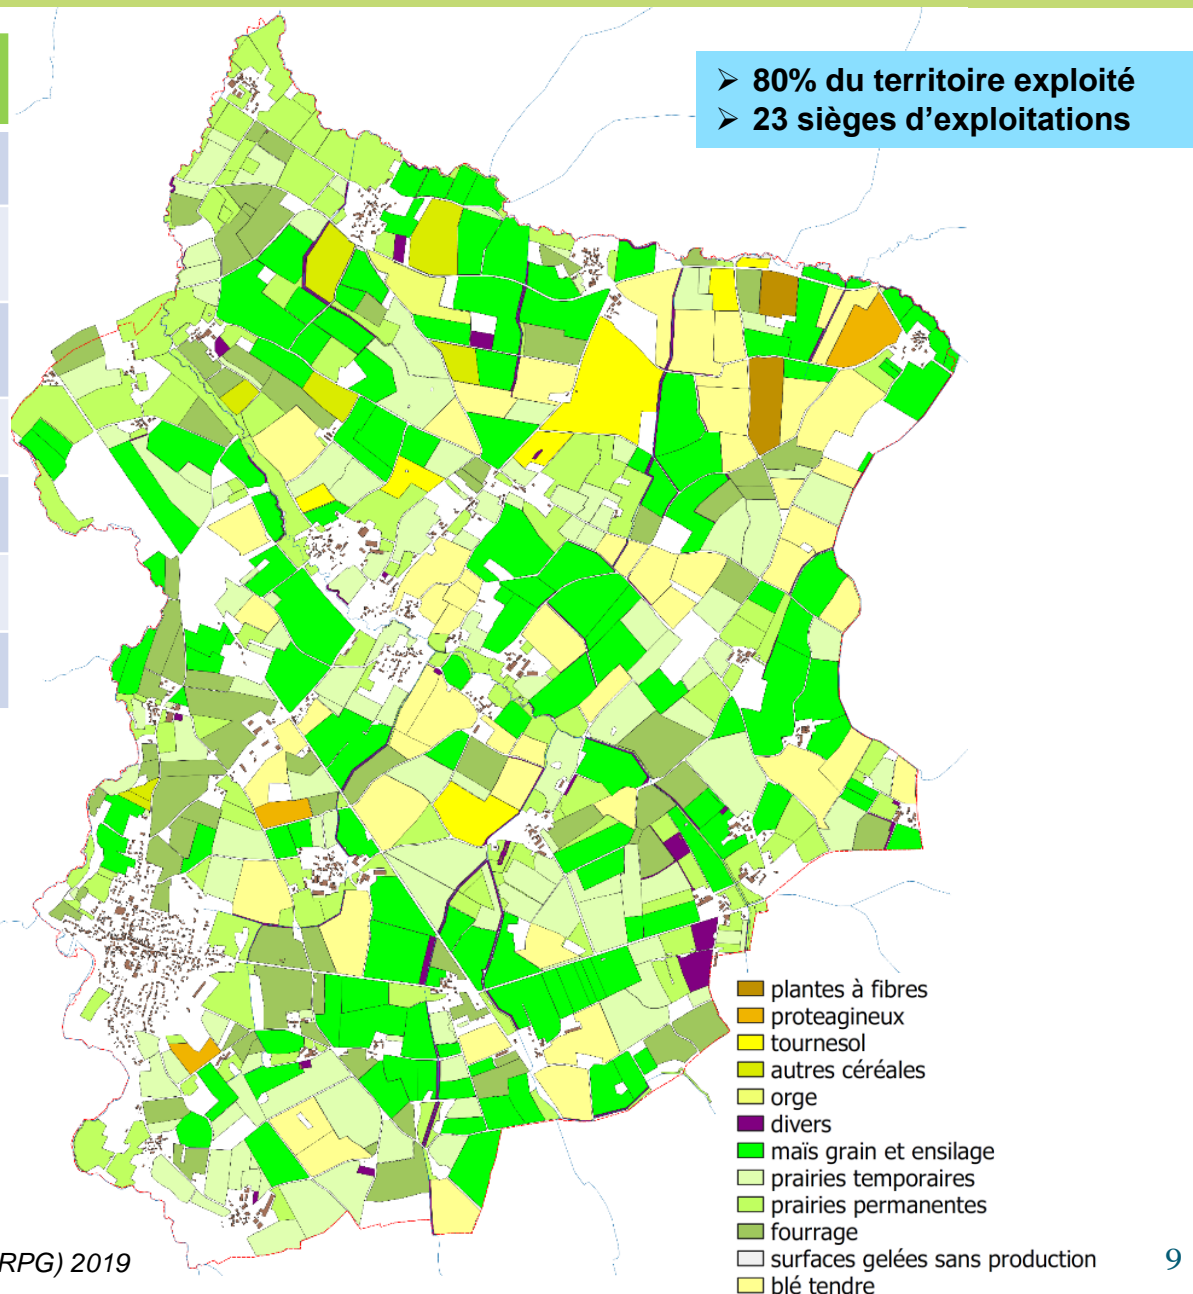 ➢ 80% du territoire exploité
➢ 23 sièges d’exploitations
plantes à fibres
proteagineux
tournesol
autres céréales
orge
divers
maïs grain et ensilage
prairies temporaires
prairies permanentes
fourrage
surfaces gelées sans production
blé tendre
RPG) 2019
9